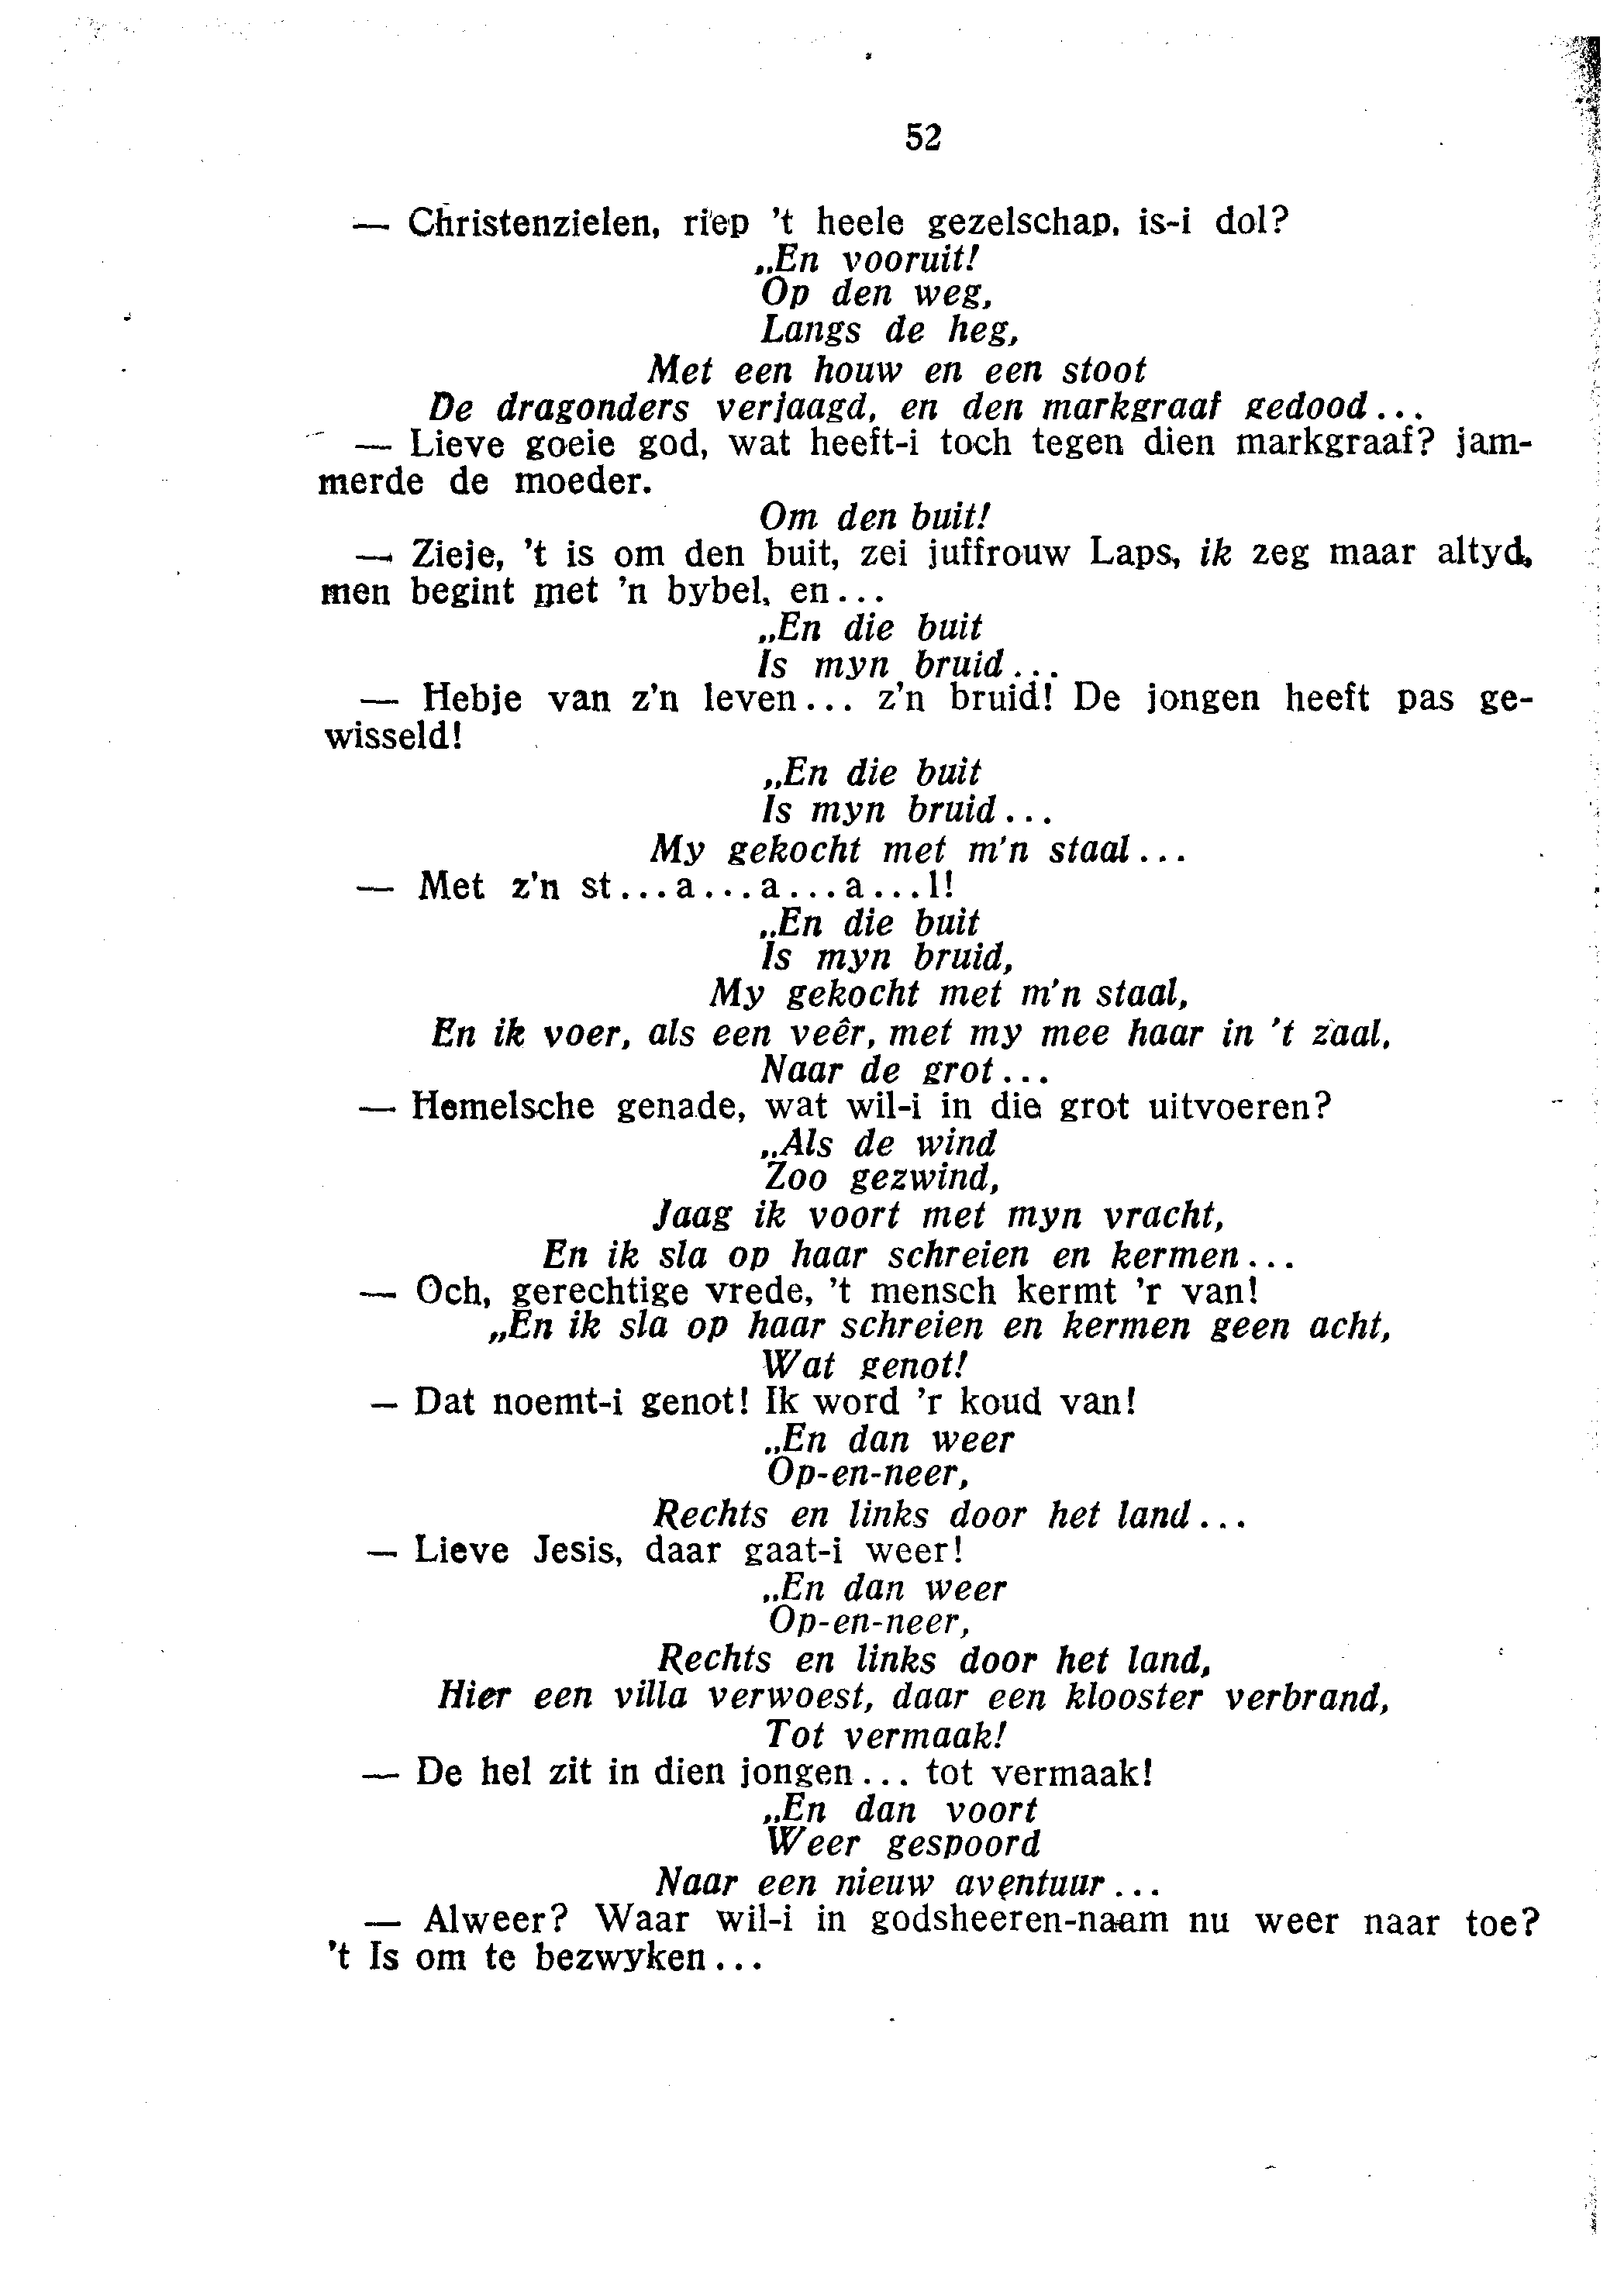 52
— Christenzielen, riep 't heele gezelschap, is-i dol?
„En vooruit!
Op den weg,
Langs de heg,
Met een houw en een stoot
De dragonders verjaagd, en den markgraaf gedood...
— Lieve goeie god, wat heeft-i toch tegen dien markgraaf? jam-
merde de moeder.
Om den buit!
— Zieje, 't is om den buit, zei juffrouw Laps, ik zeg maar altyd,
men begint met 'n bybel, en...
„En die buit
Is myn bruid...
— Hebje van z'n leven... z'n bruid! De jongen heeft pas ge-
wisseld!
„En die buit
Is myn bruid...
My gekocht met m'n staal...
— Met z'n st...a...a...a...l!
„En die buit
Is myn bruid,
My gekocht met m'n staal,
En ik voer, als een veêr, met my mee haar in 't zaal,
Naar de grot...
— Hemelsche genade, wat wil-i in die grot uitvoeren?
„Als de wind
Zoo gezwind,
Jaag ik voort met myn vracht,
En ik sla op haar schreien en kermen...
— Och, gerechtige vrede, 't mensch kermt 'r van!
„En ik sla op haar schreien en kermen geen acht,
Wat genot!
— Dat noemt-i genot! Ik word 'r koud van!
„En dan weer
Op-en-neer,
Rechts en links door het land...
— Lieve Jesis, daar gaat-i weer!
„En dan weer
Op-en-neer,
Rechts en links door het land,
Hier een villa verwoest, daar een klooster verbrand,
Tot vermaak!
— De hel zit in dien jongen... tot vermaak!
„En dan voort
Weer gespoord
Naar een nieuw aventuur...
— Alweer? Waar wil-i in godsheeren-naam nu weer naar toe?
't Is om te bezwyken...